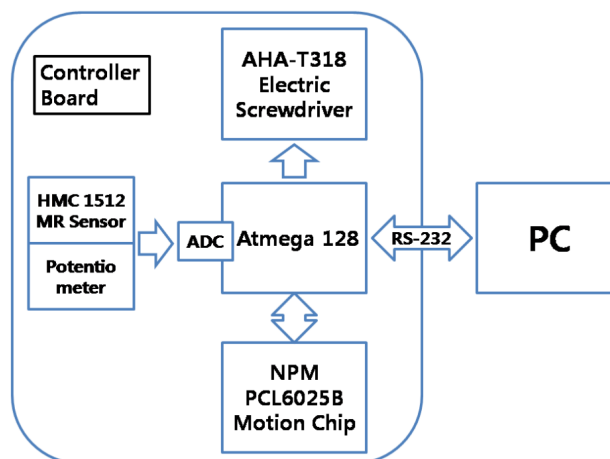 Controller
Board
AHA-T318
Electric
Screwdriver
HMC 1512
MR Sensor
Potentio
meter
ADC
Atmega 128
RS-232
PC
NPM
PCL6025B
Motion Chip